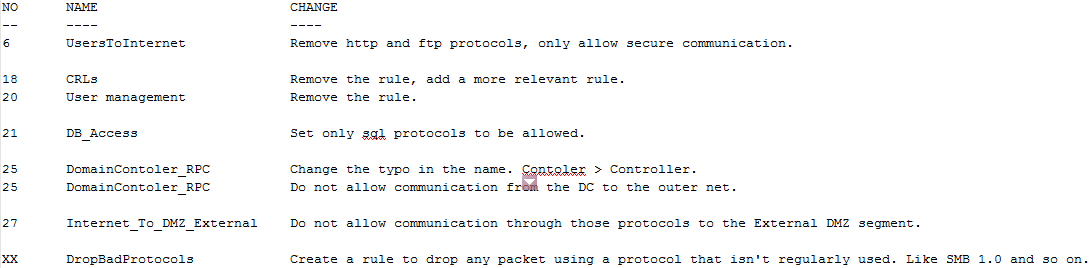 NO NAME CHANGE
-- ---- ----
6 UsersToInternet Remove http and ftp protocols, only allow secure communication.
18 CRLs Remove the rule, add a more relevant rule.
20 User management Remove the rule.
21 DB_Access Set only sql protocols to be allowed.
25 DomainContoler_RPC Change the typo in the name. Contoler > Controller.
25 DomainContoler_RPC Do not allow communication from the DC to the outer net.
27 Internet_To_DMZ_External Do not allow communication through those protocols to the External DMZ segment.
XX DropBadProtocols Create a rule to drop any packet using a protocol that isn't regularly used. Like SMB 1.0 and so on.